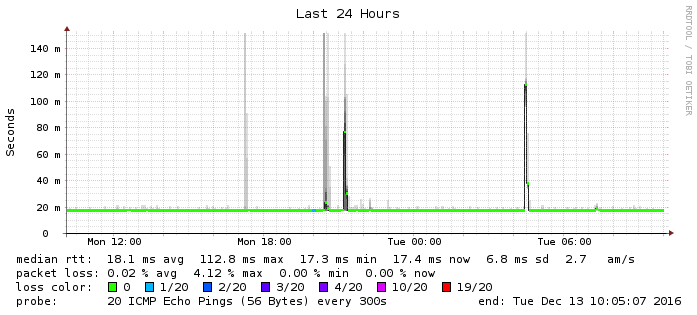 Last 24 Hours
RRDTOOL / TOBI OETIKER
Seconds
140 m
120 m
100 m
80 m
60 m
40 m
20 m
0
Mon 12:00 Mon 18:00 Tue 00:00 Tue 06:00
median rtt: 18.1 ms avg 112.8 ms max 17.3 ms min 17.4 ms now 6.8 ms sd 2.7 am/s
packet loss: 0.02 % avg 4.12 % max 0.00 % min 0.00 % now
loss color: 0 1/20 2/20 3/20 4/20 10/20 19/20
probe: 20 ICMP Echo Pings (56 Bytes) every 300s end: Tue Dec 13 10:05:07 2016